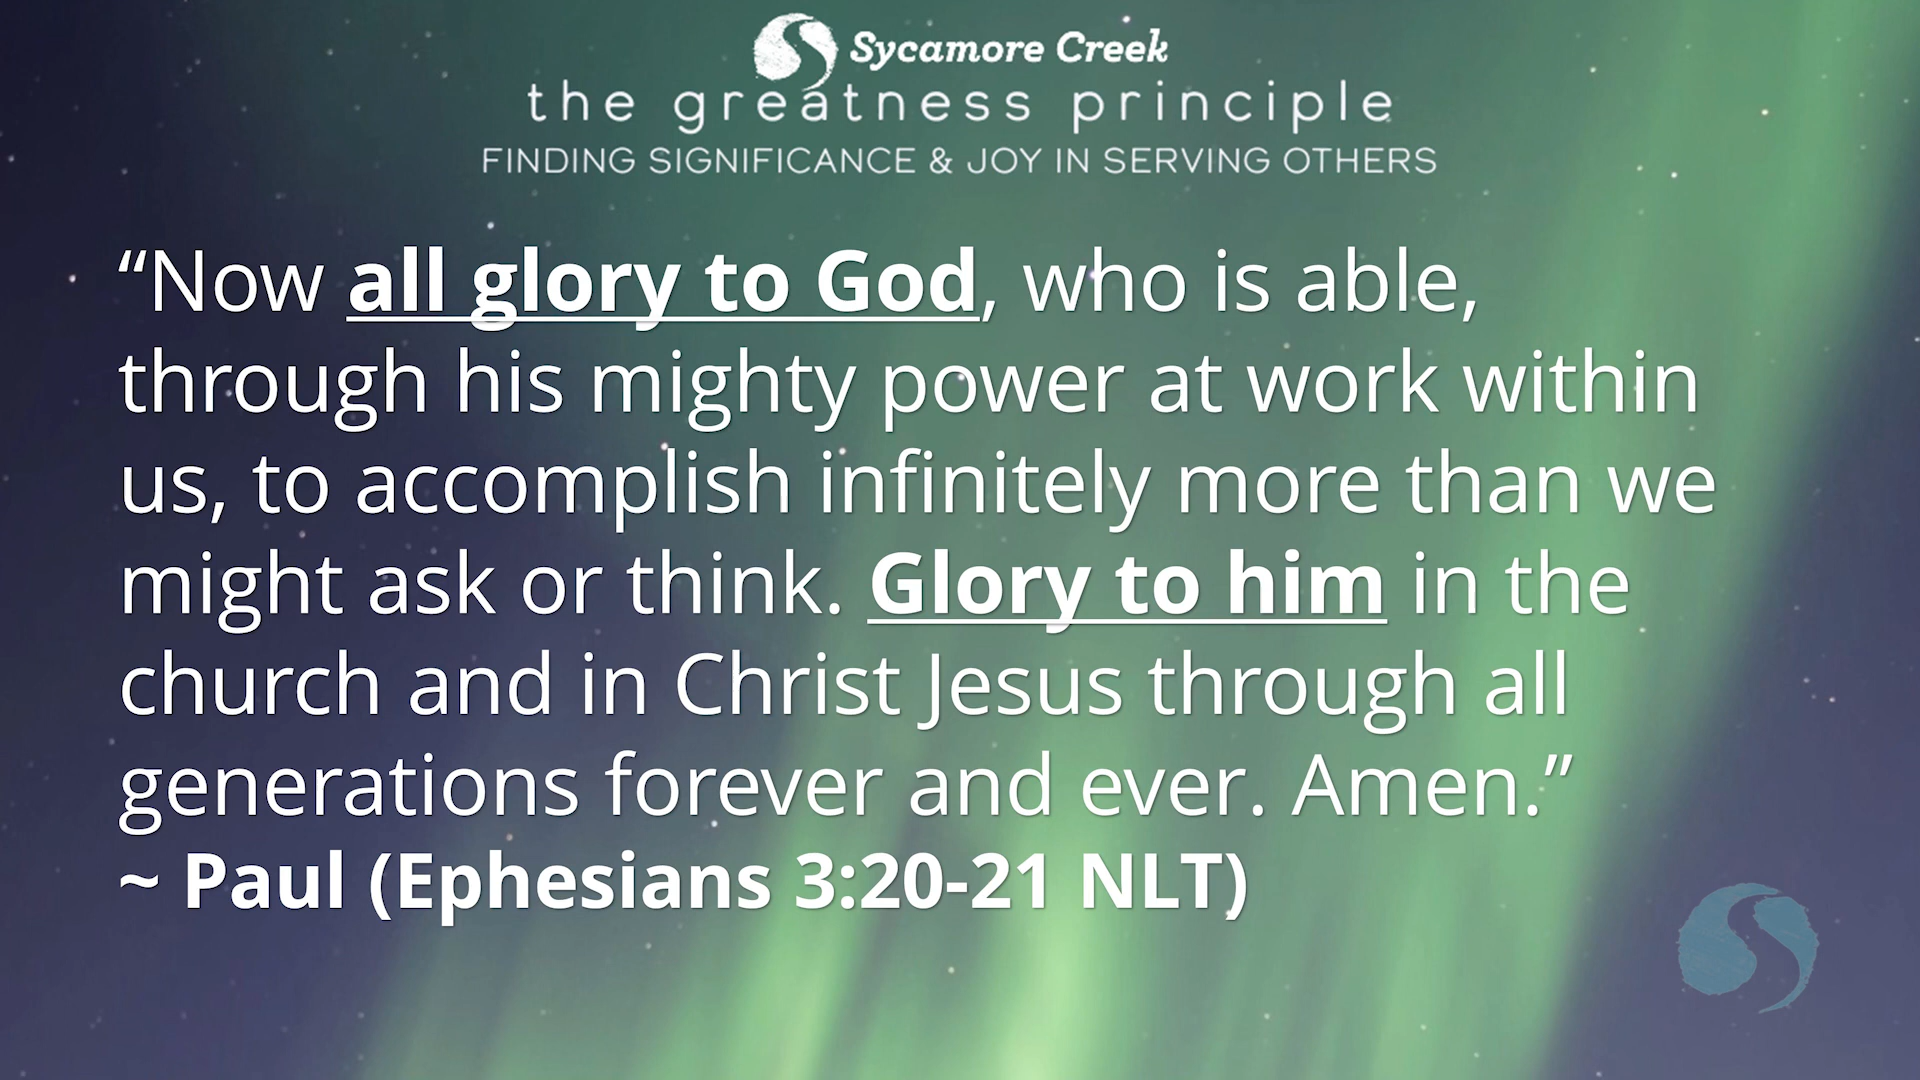 Sycamore Creek
the greatness principle
FINDING SIGNIFICANCE & JOY IN SERVING OTHERS
“Now all glory to God, who is able,
through his mighty power at work within
us, to accomplish infinitely more than we
might ask or think. Glory to him in the
church and in Christ Jesus through all
generations forever and ever. Amen.”
~ Paul (Ephesians 3:20-21 NLT)